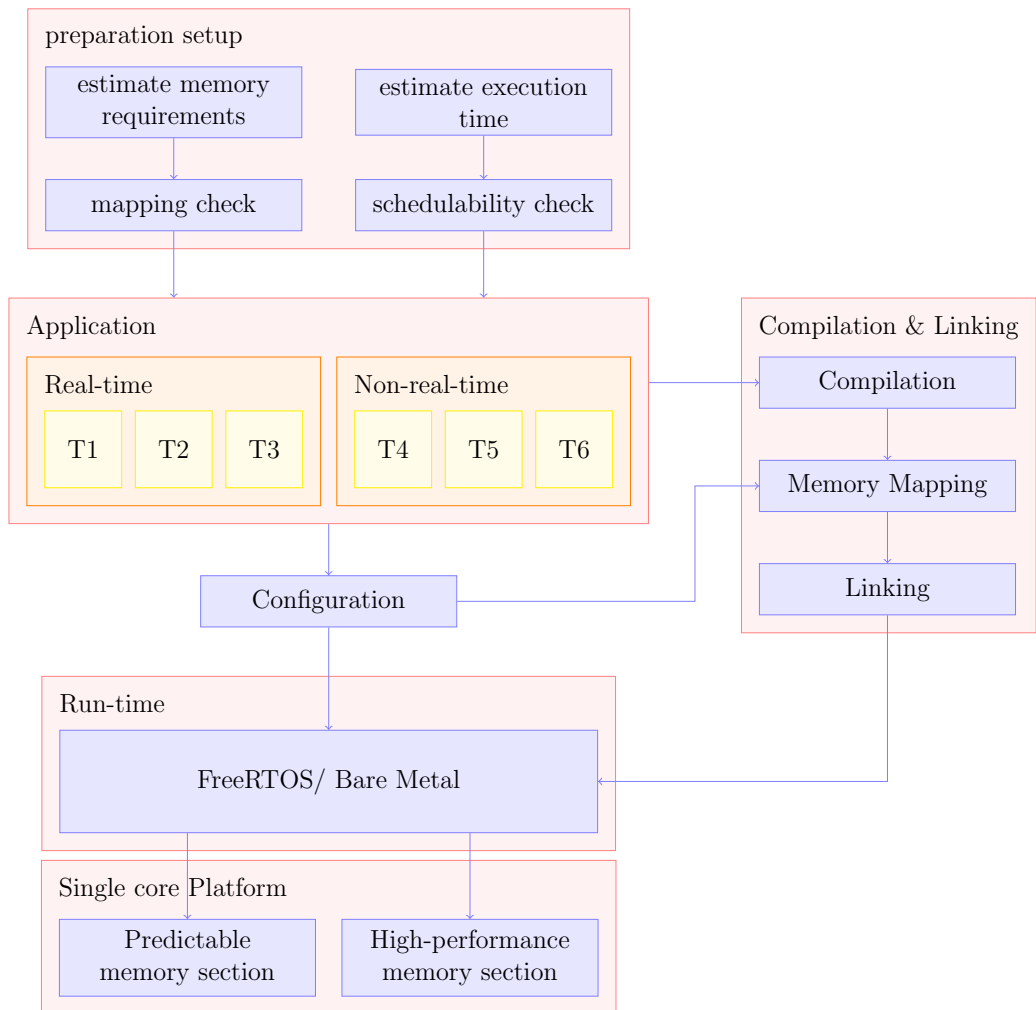 preparation setup
estimate memory
requirements
estimate execution
time
mapping check
schedulability check
Application
Real-time
T1
T2
T3
Non-real-time
T4
T5
T6
Compilation & Linking
Compilation
Memory Mapping
Linking
Configuration
Run-time
FreeRTOS/ Bare Metal
Single core Platform
Predictable
memory section
High-performance
memory section